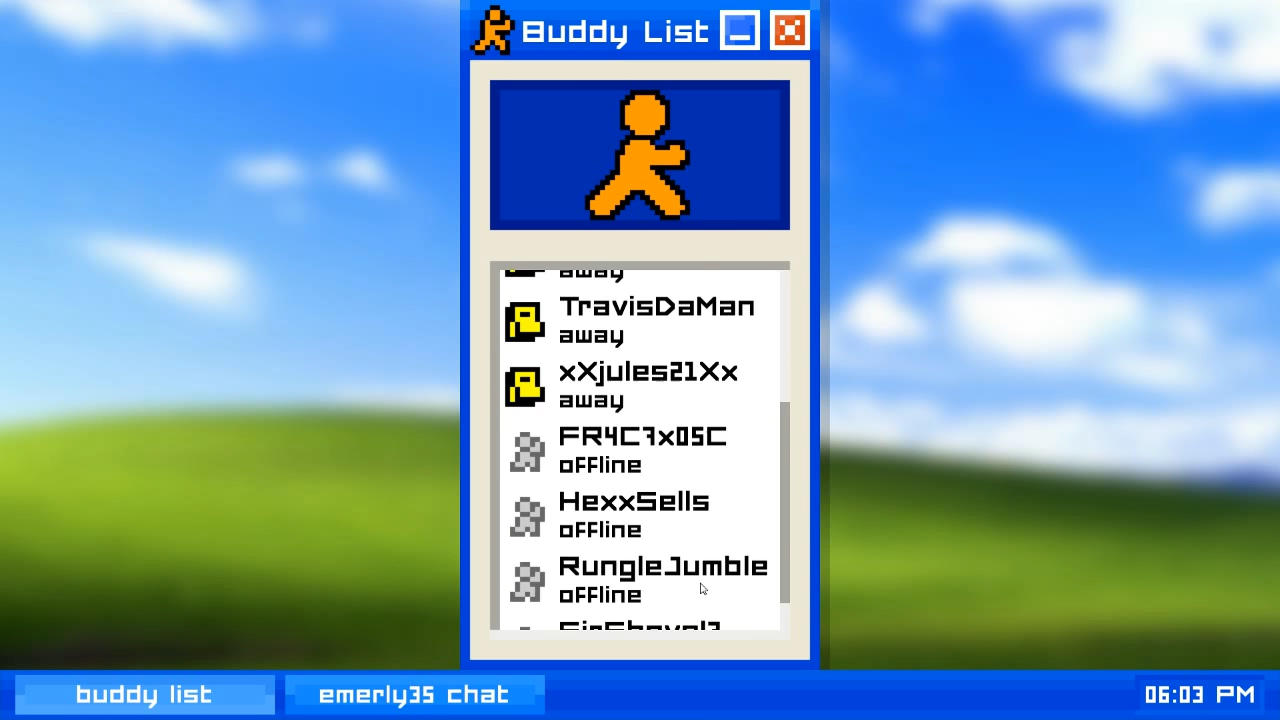 Buddy List
away
TravisDaMan
away
xXjules21Xx
away
FR4C7x05C
offline
HexxSells
offline
RungleJumble
offline
buddy list
emerly35 chat
06:03 PM